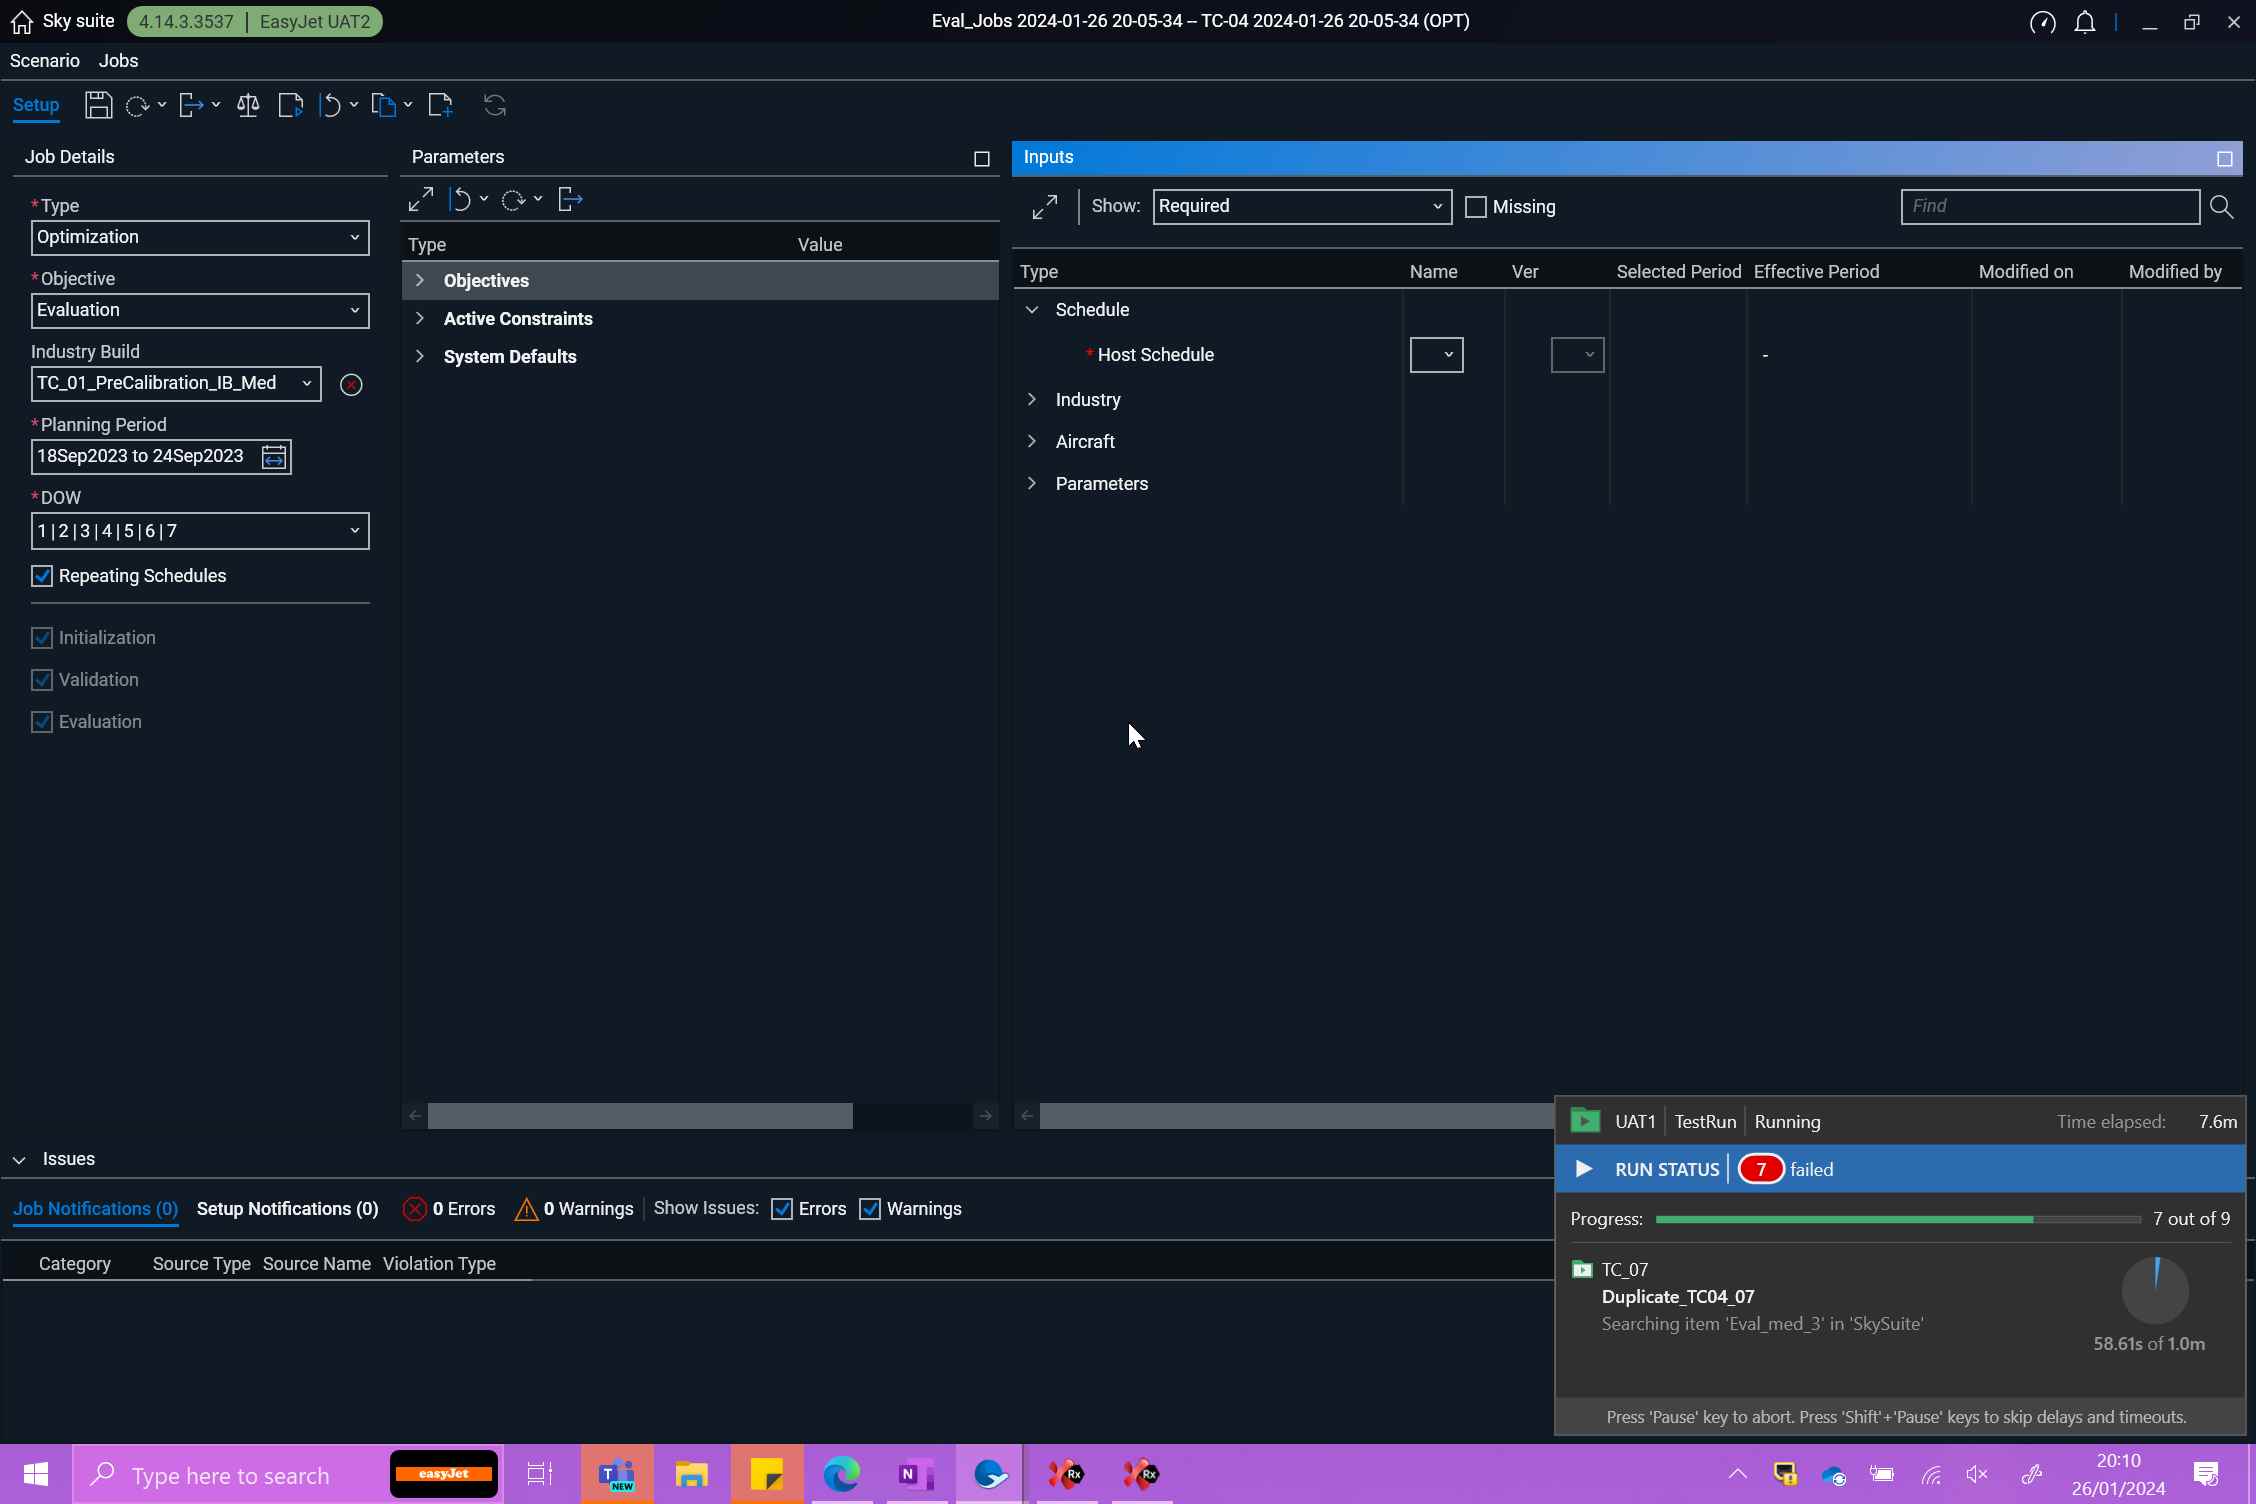 Sky suite 4.14.3.3537 | EasyJet UAT2 Eval_Jobs 2024-01-26 20-05-34 -- TC-04 2024-01-26 20-05-34 (OPT)
Scenario Jobs
Setup
Job Details
*Type
Optimization
*Objective
Evaluation
Industry Build
TC_01_PreCalibration_IB_Med
*Planning Period
18Sep2023 to 24Sep2023
*DOW
1|2|3|4|5|6|7
Repeating Schedules
Initialization
Validation
Evaluation
Parameters
Type Value
Objectives
Active Constraints
System Defaults
Inputs
Show: Required Missing Find
Type Name Ver Selected Period Effective Period Modified on Modified by
Schedule
* Host Schedule -
Industry
Aircraft
Parameters
Issues
Job Notifications (0) Setup Notifications (0) 0 Errors 0 Warnings Show Issues: Errors Warnings
Category Source Type Source Name Violation Type
UAT1 TestRun Running Time elapsed: 7.6m
RUN STATUS 7 failed
Progress: 7 out of 9
TC_07
Duplicate_TC04_07
Searching item 'Eval_med_3' in 'SkySuite'
58.61s of 1.0m
Press 'Pause' key to abort. Press 'Shift'+'Pause' keys to skip delays and timeouts.
Type here to search easyJet T NEW N Rx Rx
20:10
26/01/2024